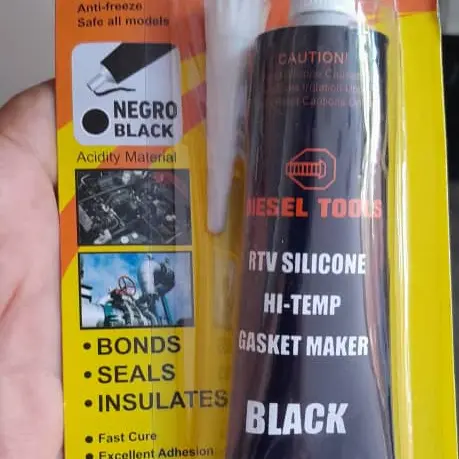 Anti-freeze
Safe all models
NEGRO
BLACK
Acidity Material
• BONDS
• SEALS
• INSULATES
• Fast Cure
• Excellent Adhesion
CAUTION!
DIESEL TOOLS
RTV SILICONE
HI-TEMP
GASKET MAKER
BLACK